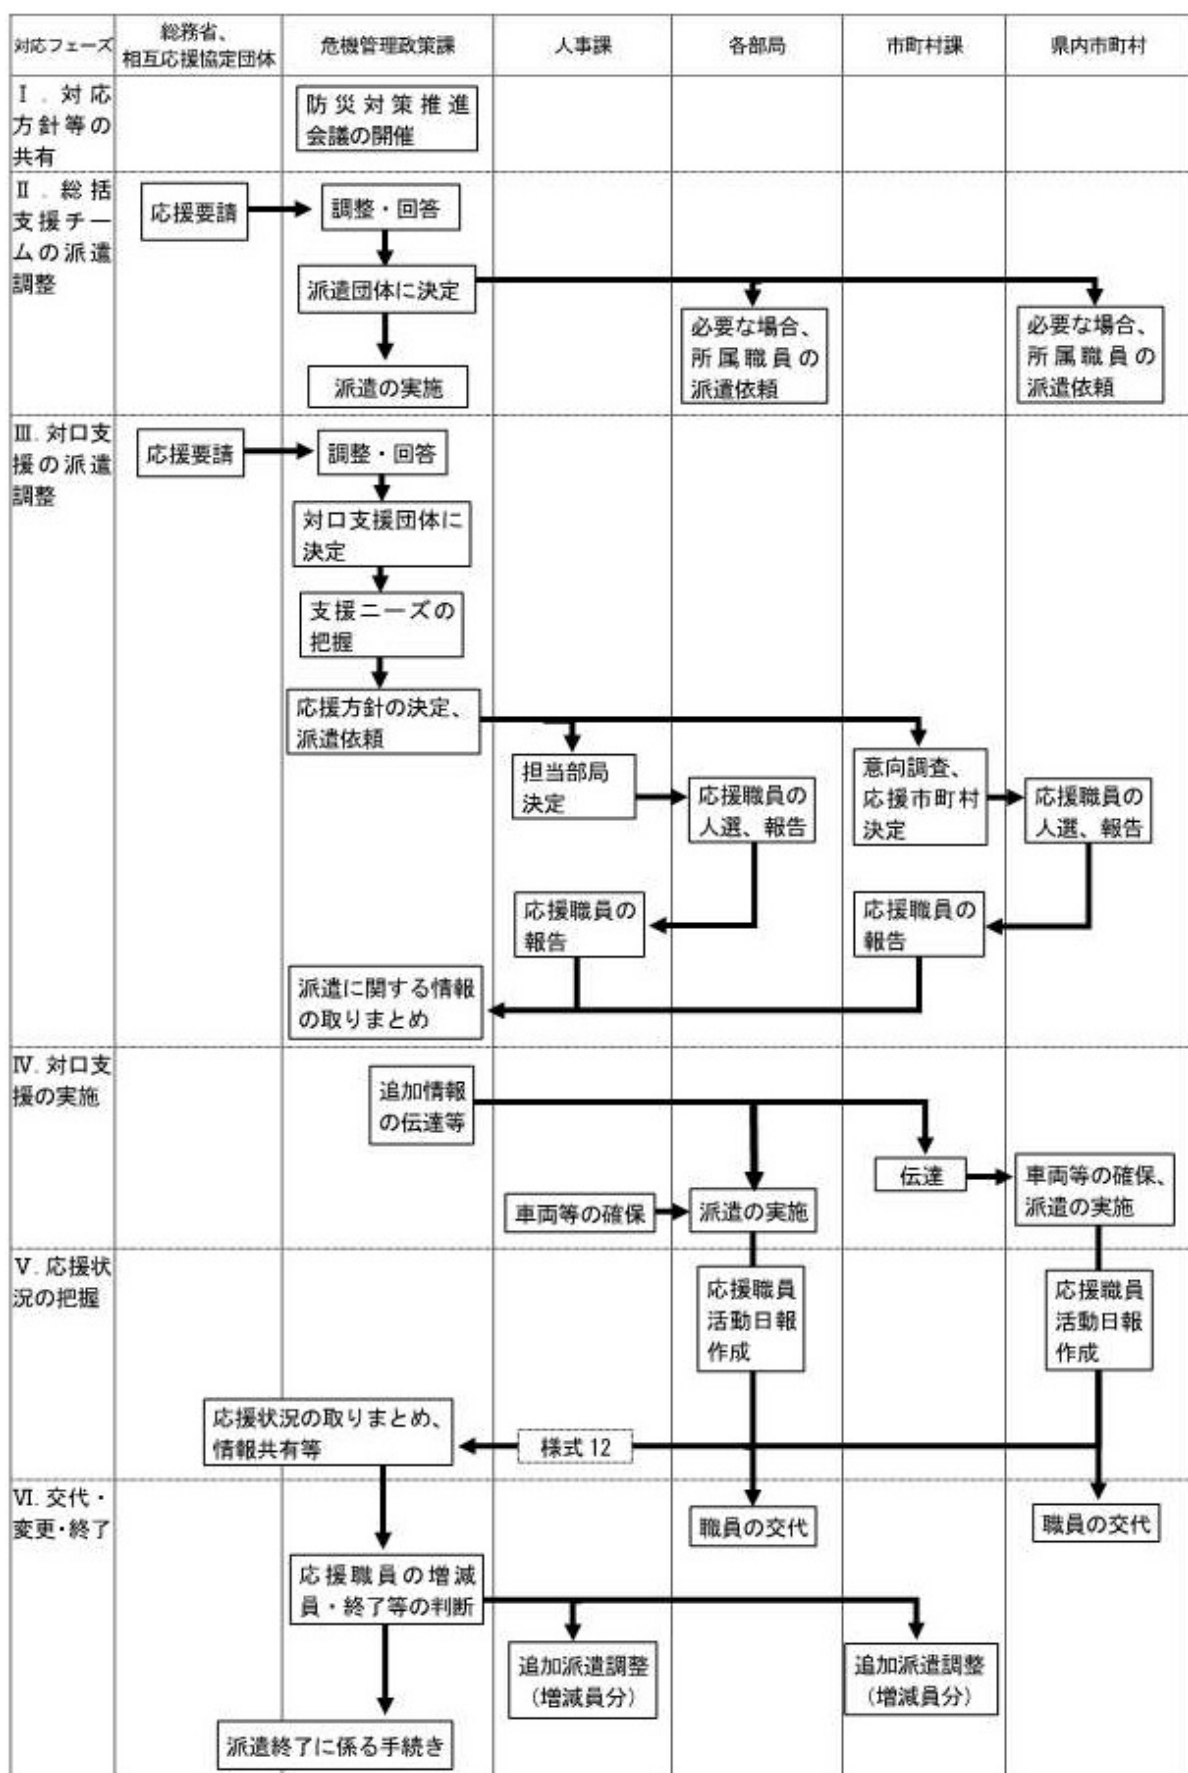 対応フェーズ
総務省、
相互応援協定団体
危機管理政策課
人事課
各部局
市町村課
県内市町村
Ⅰ．対応
方針等の
共有
防災対策推進
会議の開催
Ⅱ．総括
支援チー
ムの派遣
調整
応援要請
調整・回答
派遣団体に決定
必要な場合、
所属職員の
派遣依頼
必要な場合、
所属職員の
派遣依頼
派遣の実施
Ⅲ．対口支
援の派遣
調整
応援要請
調整・回答
対口支援団体に
決定
支援ニーズの
把握
応援方針の決定、
派遣依頼
担当部局
決定
応援職員の
人選、報告
意向調査、
応援市町村
決定
応援職員の
人選、報告
応援職員の
報告
応援職員の
報告
派遣に関する情報
の取りまとめ
Ⅳ．対口支
援の実施
追加情報
の伝達等
伝達
車両等の確保、
派遣の実施
車両等の確保
派遣の実施
Ⅴ．応援状
況の把握
応援職員
活動日報
作成
応援職員
活動日報
作成
応援状況の取りまとめ、
情報共有等
様式 12
Ⅵ．交代・
変更・終了
職員の交代
職員の交代
応援職員の増減
員・終了等の判断
追加派遣調整
（増減員分）
追加派遣調整
（増減員分）
派遣終了に係る手続き